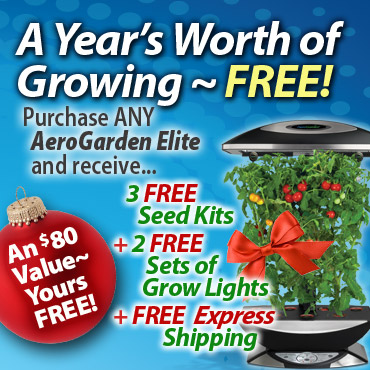 A Year's Worth of
Growing ~ FREE!
Purchase ANY
AeroGarden Elite
and receive...
3 FREE
Seed Kits
+ 2 FREE
Sets of
Grow Lights
+ FREE Express
Shipping
An $80
Value~
Yours
FREE!